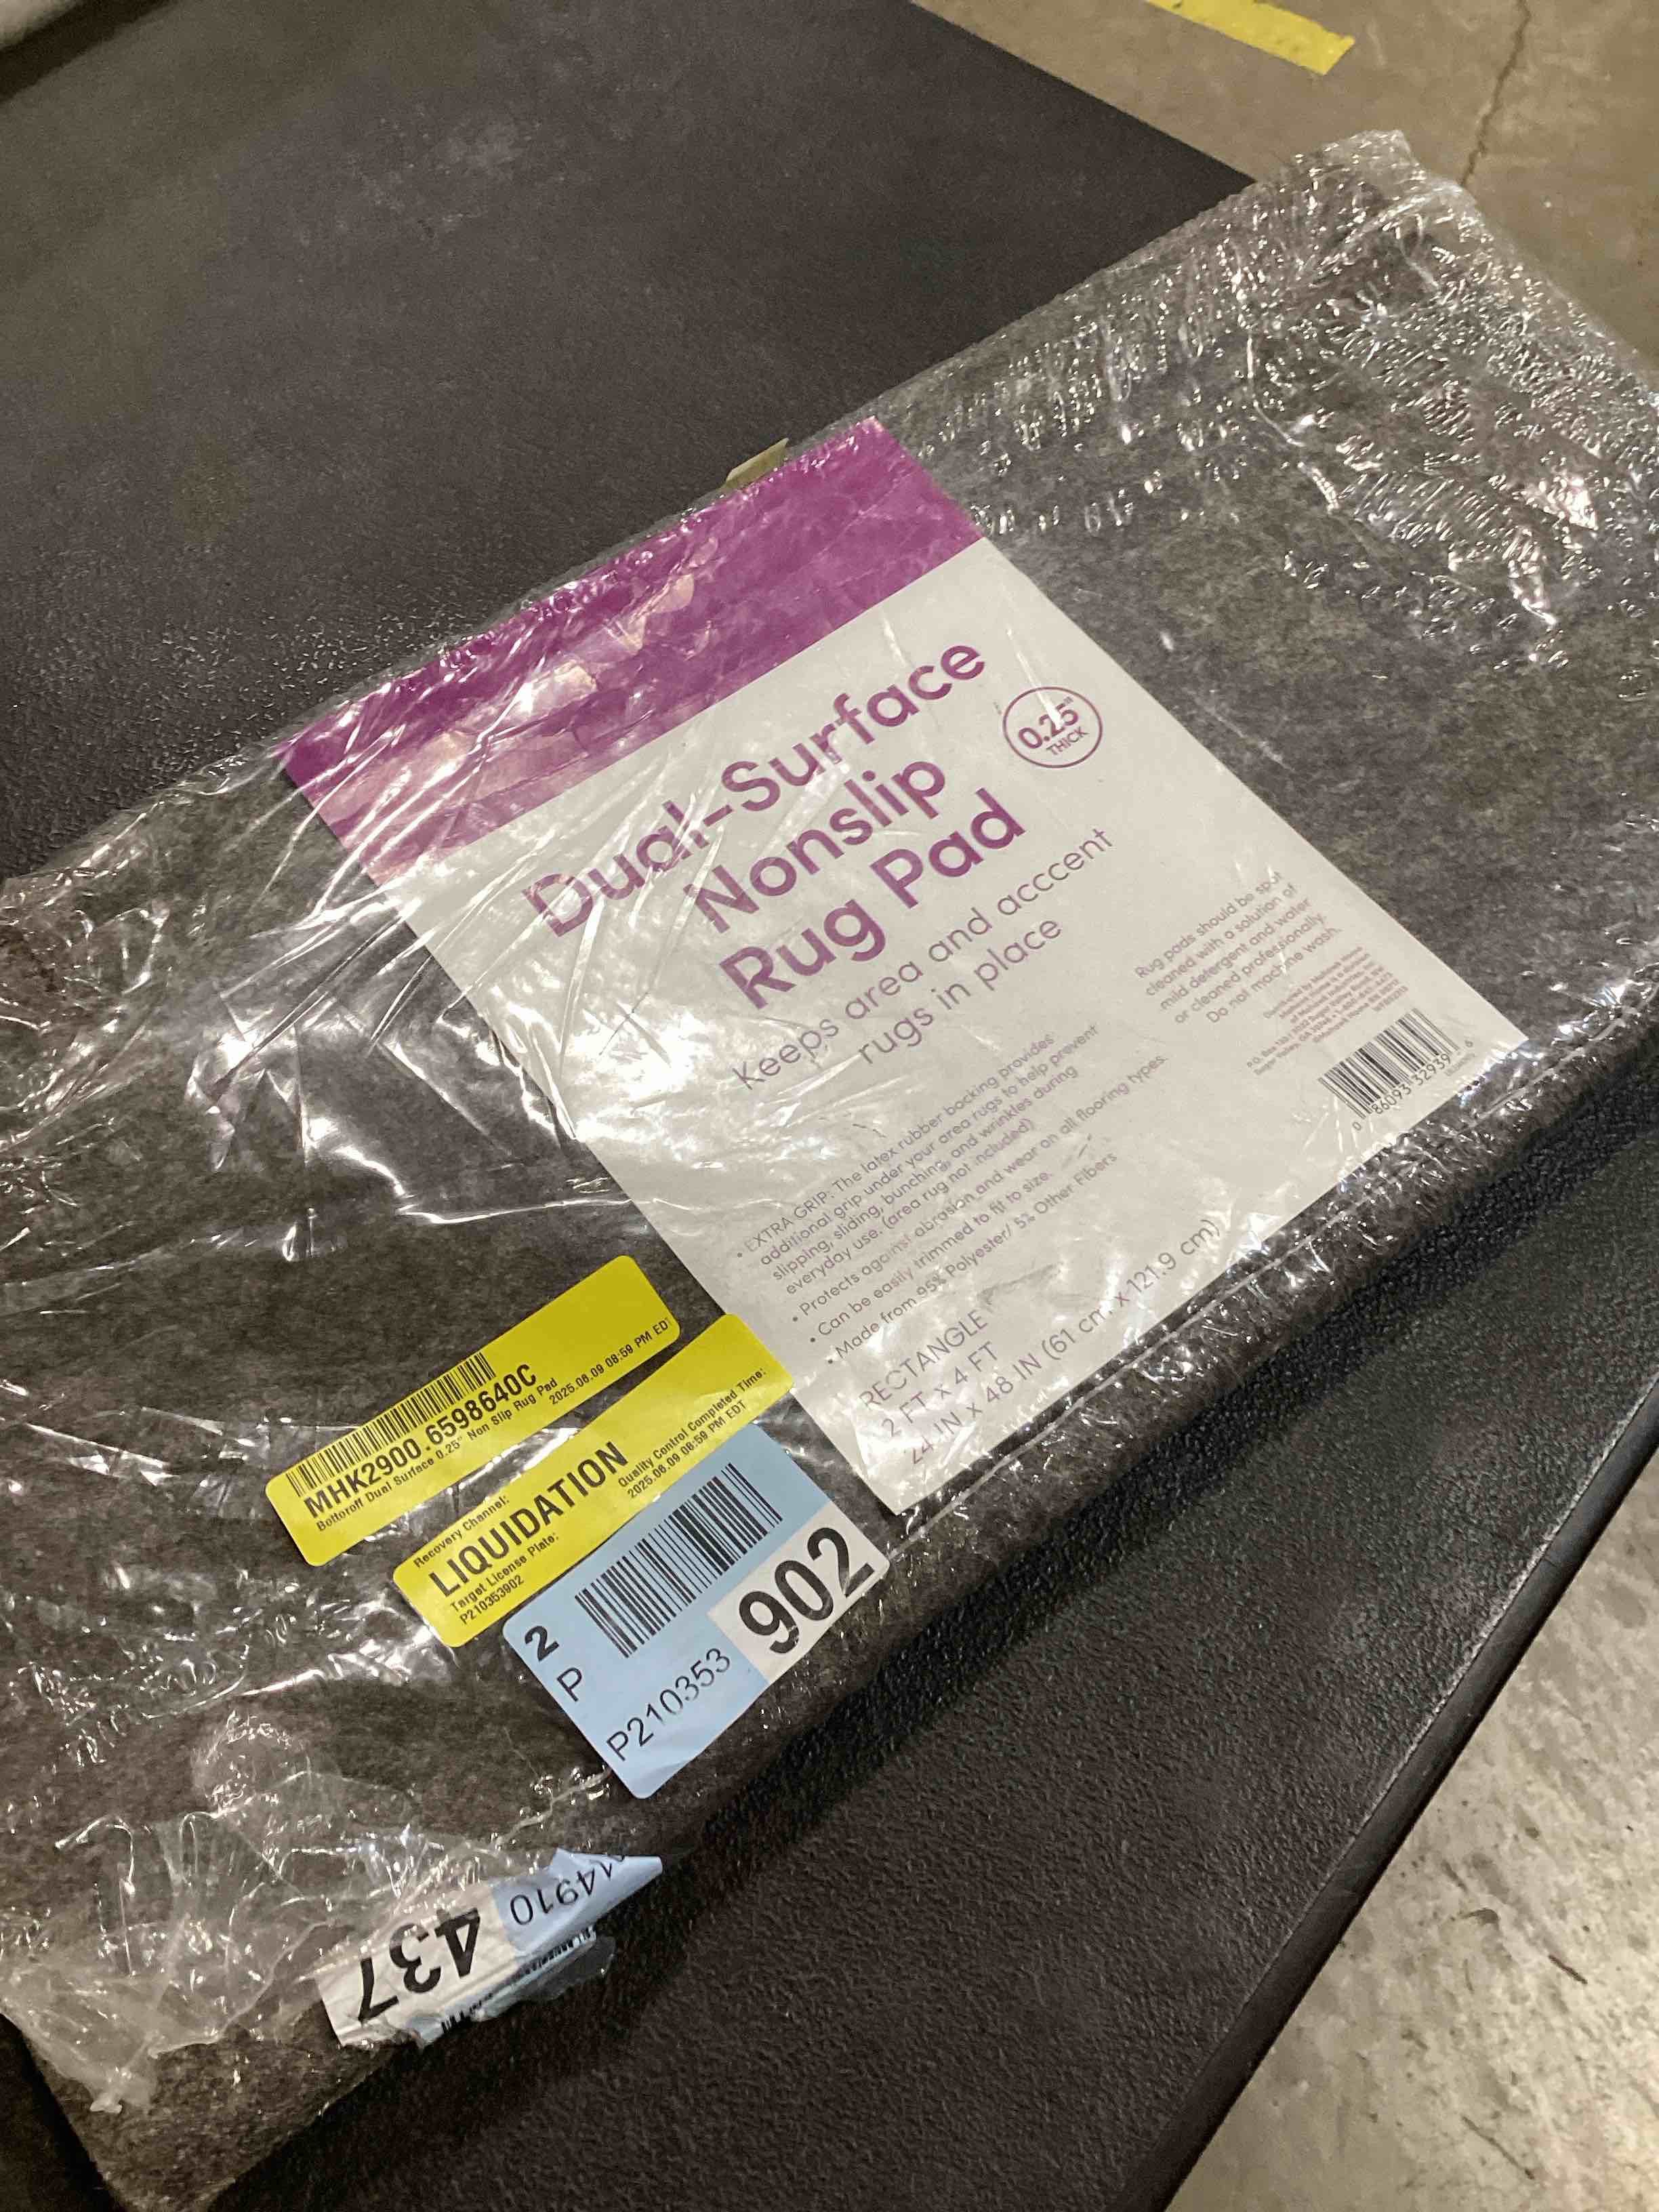 Dual-Surface
Nonslip
Rug Pad
0.25"
THICK
Keeps area and acccent
rugs in place
• EXTRA GRIP: The latex rubber backing provides
additional grip under your area rugs to help prevent
slipping, sliding, bunching, and wrinkles during
everyday use. (area rug not included)
• Protects against abrasion and wear on all flooring types.
• Can be easily trimmed to fit to size.
• Made from 95% Polyester/ 5% Other Fibers
RECTANGLE
2 FT x 4 FT
24 IN x 48 IN (61 cm x 121.9 cm)
Rug pads should be spot
cleaned with a solution of
mild detergent and water
or cleaned professionally.
Do not machine wash.
0 86093 32939 6
MHK2900.6598640C
Bottoroff Dual Surface 0.25" Non Slip Rug Pad
2025.06.09 08:59 PM EDT
Recovery Channel:
LIQUIDATION
Quality Control Completed Time:
2025.06.09 08:59 PM EDT
Target License Plate:
P210353902
2
P
P210353
902
14910
437